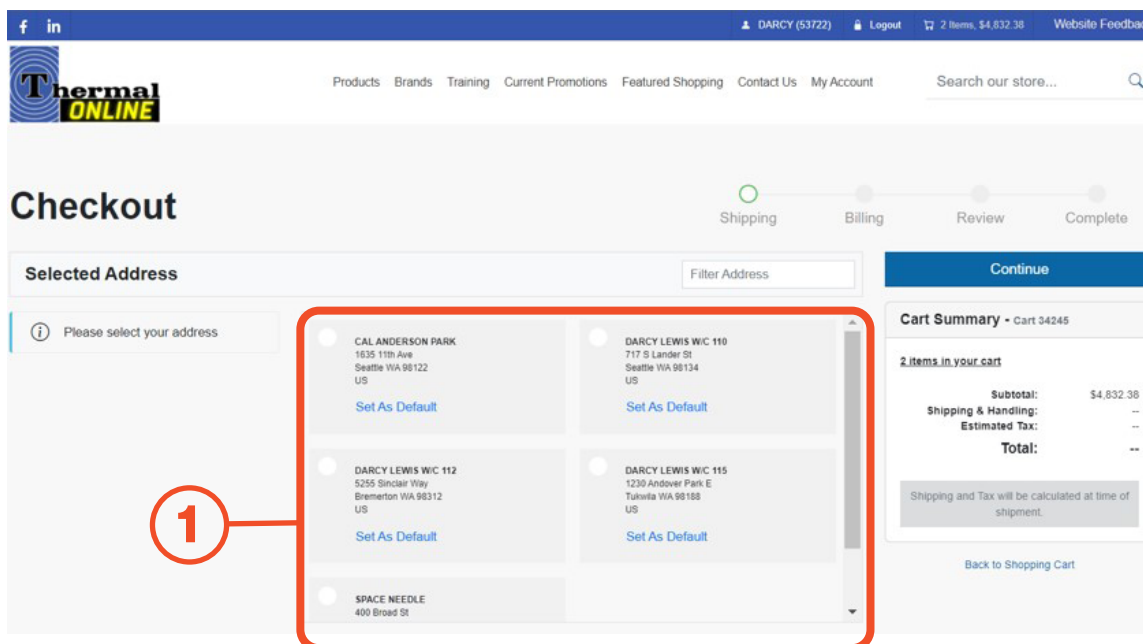 f in
DARCY (53722) Logout 2 Items, $4,832.38 Website Feedbac
Thermal
ONLINE
Products Brands Training Current Promotions Featured Shopping Contact Us My Account
Search our store...
Checkout
Shipping Billing Review Complete
Selected Address
Filter Address
Continue
Please select your address
CAL ANDERSON PARK
1635 11th Ave
Seattle WA 98122
US
Set As Default
DARCY LEWIS W/C 110
717 S Lander St
Seattle WA 98134
US
Set As Default
DARCY LEWIS W/C 112
5255 Sinclair Way
Bremerton WA 98312
US
Set As Default
DARCY LEWIS W/C 115
1230 Andover Park E
Tukwila WA 98188
US
Set As Default
SPACE NEEDLE
400 Broad St
1
Cart Summary - Cart 34245
2 items in your cart
Subtotal: $4,832.38
Shipping & Handling: --
Estimated Tax: --
Total: --
Shipping and Tax will be calculated at time of
shipment.
Back to Shopping Cart